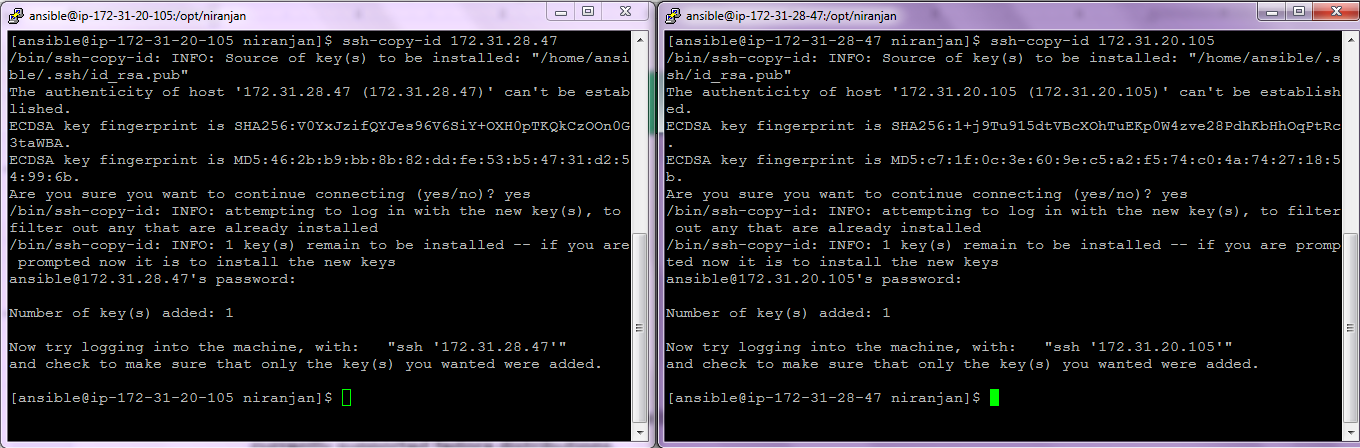 ansible@ip-172-31-20-105:/opt/niranjan
[ansible@ip-172-31-20-105 niranjan]$ ssh-copy-id 172.31.28.47
/bin/ssh-copy-id: INFO: Source of key(s) to be installed: "/home/ansi
ble/.ssh/id_rsa.pub"
The authenticity of host '172.31.28.47 (172.31.28.47)' can't be estab
lished.
ECDSA key fingerprint is SHA256:V0YxJzifQYJes96V6SiY+OXH0pTKQkCzOOn0G
3taWBA.
ECDSA key fingerprint is MD5:46:2b:b9:bb:8b:82:dd:fe:53:b5:47:31:d2:5
4:99:6b.
Are you sure you want to continue connecting (yes/no)? yes
/bin/ssh-copy-id: INFO: attempting to log in with the new key(s), to
filter out any that are already installed
/bin/ssh-copy-id: INFO: 1 key(s) remain to be installed -- if you are
prompted now it is to install the new keys
ansible@172.31.28.47's password:
Number of key(s) added: 1
Now try logging into the machine, with:   "ssh '172.31.28.47'"
and check to make sure that only the key(s) you wanted were added.
[ansible@ip-172-31-20-105 niranjan]$
ansible@ip-172-31-28-47:/opt/niranjan
[ansible@ip-172-31-28-47 niranjan]$ ssh-copy-id 172.31.20.105
/bin/ssh-copy-id: INFO: Source of key(s) to be installed: "/home/ansible/.s
sh/id_rsa.pub"
The authenticity of host '172.31.20.105 (172.31.20.105)' can't be establish
ed.
ECDSA key fingerprint is SHA256:1+j9Tu915dtVBcXOhTuEKp0W4zve28PdhKbHhOqPtRc
.
ECDSA key fingerprint is MD5:c7:1f:0c:3e:60:9e:c5:a2:f5:74:c0:4a:74:27:18:5
b.
Are you sure you want to continue connecting (yes/no)? yes
/bin/ssh-copy-id: INFO: attempting to log in with the new key(s), to filter
out any that are already installed
/bin/ssh-copy-id: INFO: 1 key(s) remain to be installed -- if you are promp
ted now it is to install the new keys
ansible@172.31.20.105's password:
Number of key(s) added: 1
Now try logging into the machine, with:   "ssh '172.31.20.105'"
and check to make sure that only the key(s) you wanted were added.
[ansible@ip-172-31-28-47 niranjan]$